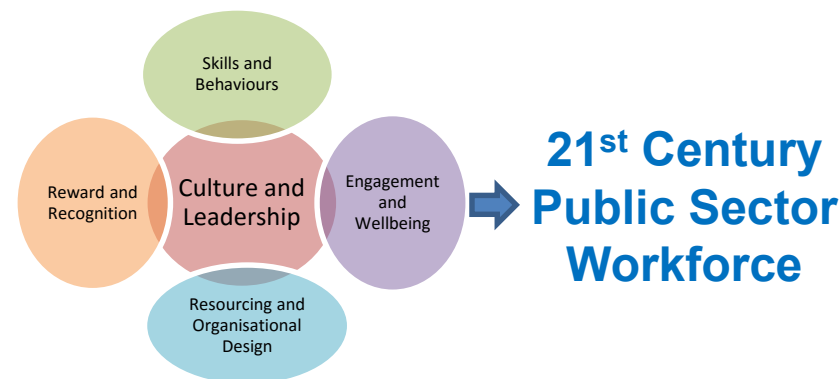 Skills and
Behaviours
Reward and
Recognition
Culture and
Leadership
Engagement
and
Wellbeing
Resourcing and
Organisational
Design
21st Century
Public Sector
Workforce